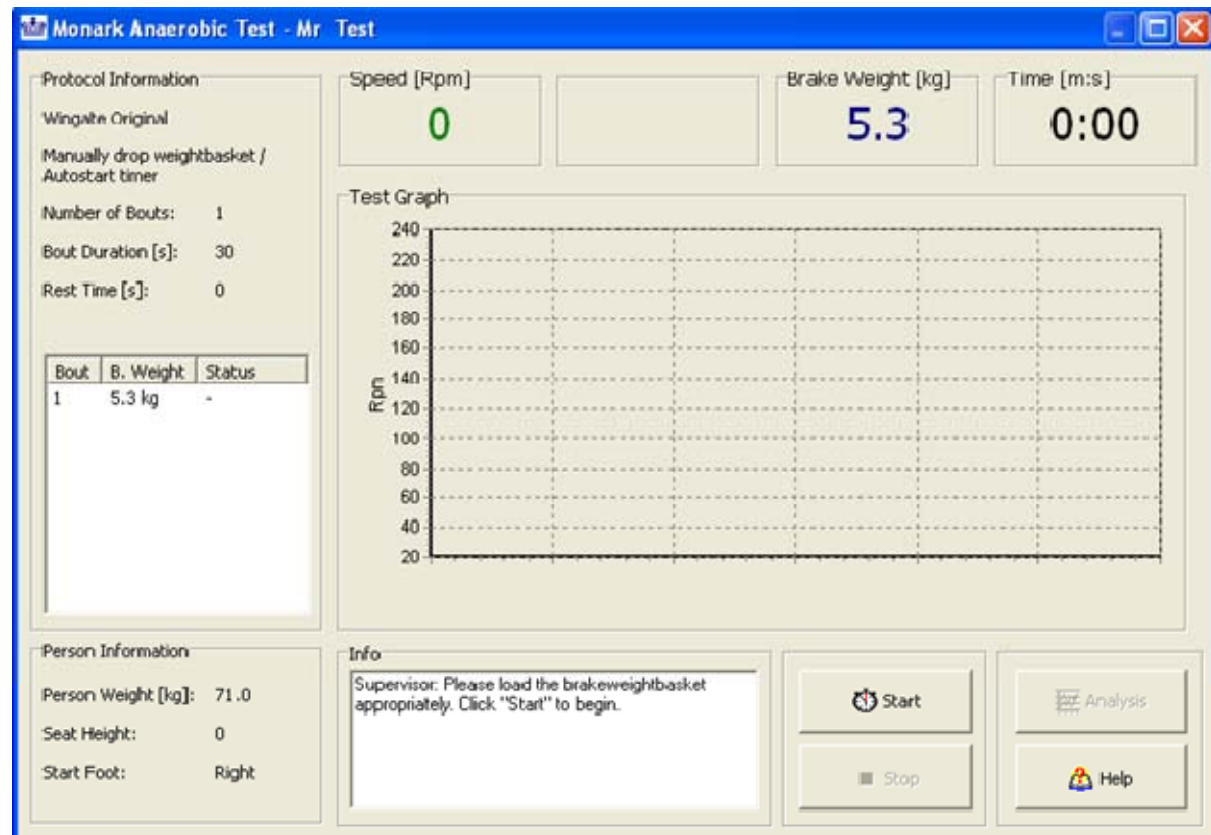 Monark Anaerobic Test - Mr Test
Protocol Information
Wingate Original
Manually drop weightbasket /
Autostart timer
Number of Bouts: 1
Bout Duration [s]: 30
Rest Time [s]: 0
Bout B. Weight Status
1 5.3 kg -
Person Information
Person Weight [kg]: 71.0
Seat Height: 0
Start Foot: Right
Speed [Rpm]
0
Brake Weight [kg]
5.3
Time [m:s]
0:00
Test Graph
Rpm
240
220
200
180
160
140
120
100
80
60
40
20
Info
Supervisor: Please load the brakeweightbasket
appropriately. Click "Start" to begin.
Start
Stop
Analysis
Help